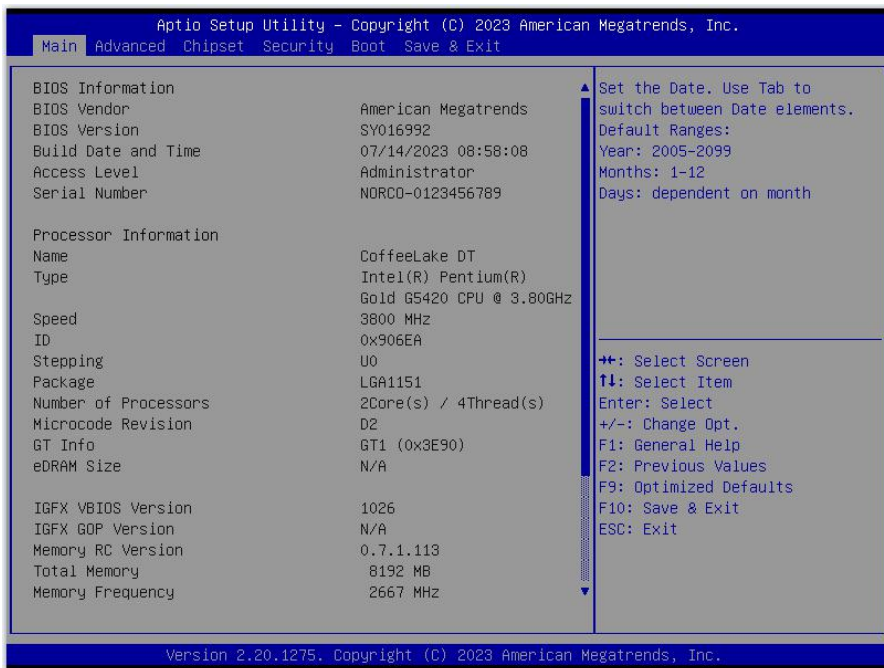 Aptio Setup Utility – Copyright (C) 2023 American Megatrends, Inc.
Main Advanced Chipset Security Boot Save & Exit
BIOS Information
BIOS Vendor American Megatrends
BIOS Version SY016992
Build Date and Time 07/14/2023 08:58:08
Access Level Administrator
Serial Number NORCO-0123456789
Processor Information
Name CoffeeLake DT
Type Intel(R) Pentium(R)
Gold G5420 CPU @ 3.80GHz
Speed 3800 MHz
ID 0x906EA
Stepping U0
Package LGA1151
Number of Processors 2Core(s) / 4Thread(s)
Microcode Revision D2
GT Info GT1 (0x3E90)
eDRAM Size N/A
IGFX VBIOS Version 1026
IGFX GOP Version N/A
Memory RC Version 0.7.1.113
Total Memory 8192 MB
Memory Frequency 2667 MHz
Set the Date. Use Tab to
switch between Date elements.
Default Ranges:
Year: 2005-2099
Months: 1-12
Days: dependent on month
→←: Select Screen
↑↓: Select Item
Enter: Select
+/-: Change Opt.
F1: General Help
F2: Previous Values
F9: Optimized Defaults
F10: Save & Exit
ESC: Exit
Version 2.20.1275. Copyright (C) 2023 American Megatrends, Inc.